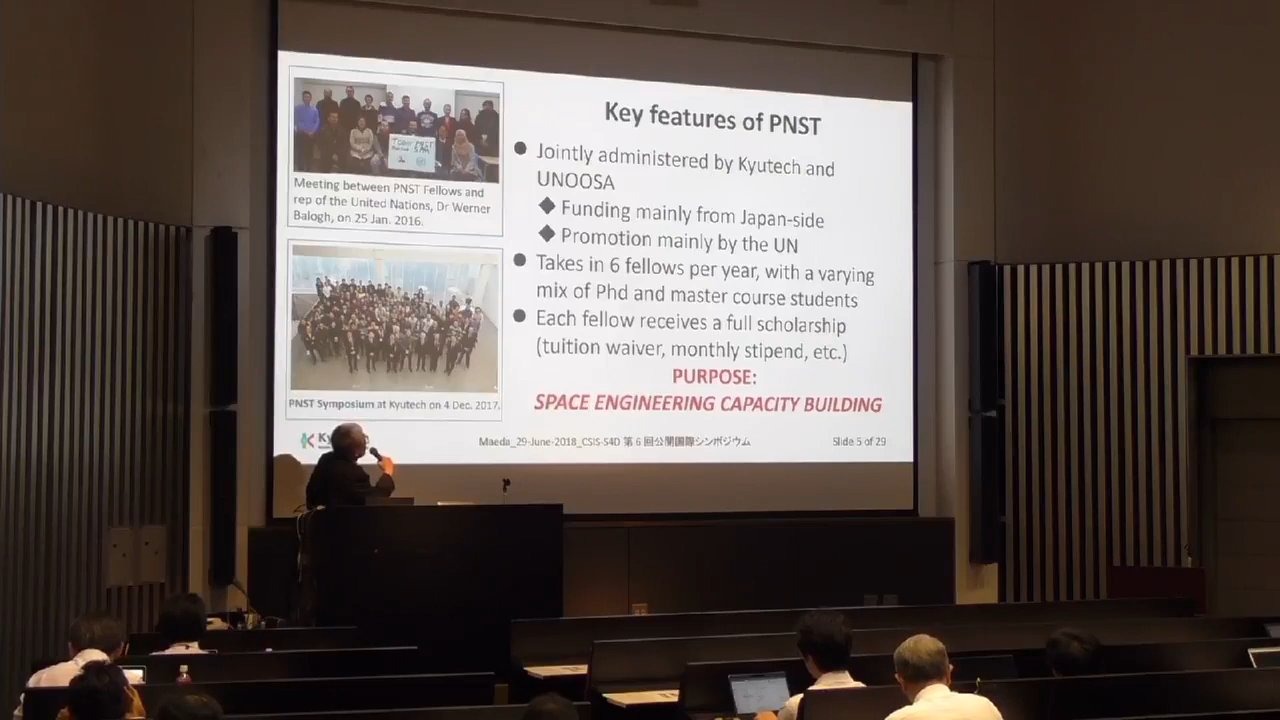 Key features of PNST
Jointly administered by Kyutech and
UNOOSA
Funding mainly from Japan-side
Promotion mainly by the UN
Takes in 6 fellows per year, with a varying
mix of Phd and master course students
Each fellow receives a full scholarship
(tuition waiver, monthly stipend, etc.)
PURPOSE:
SPACE ENGINEERING CAPACITY BUILDING
Meeting between PNST Fellows and
rep of the United Nations, Dr Werner
Balogh, on 25 Jan. 2016.
PNST Symposium at Kyutech on 4 Dec. 2017.
Maeda_29-June-2018_CSIS-S4D 第6回公開国際シンポジウム
Slide 5 of 29